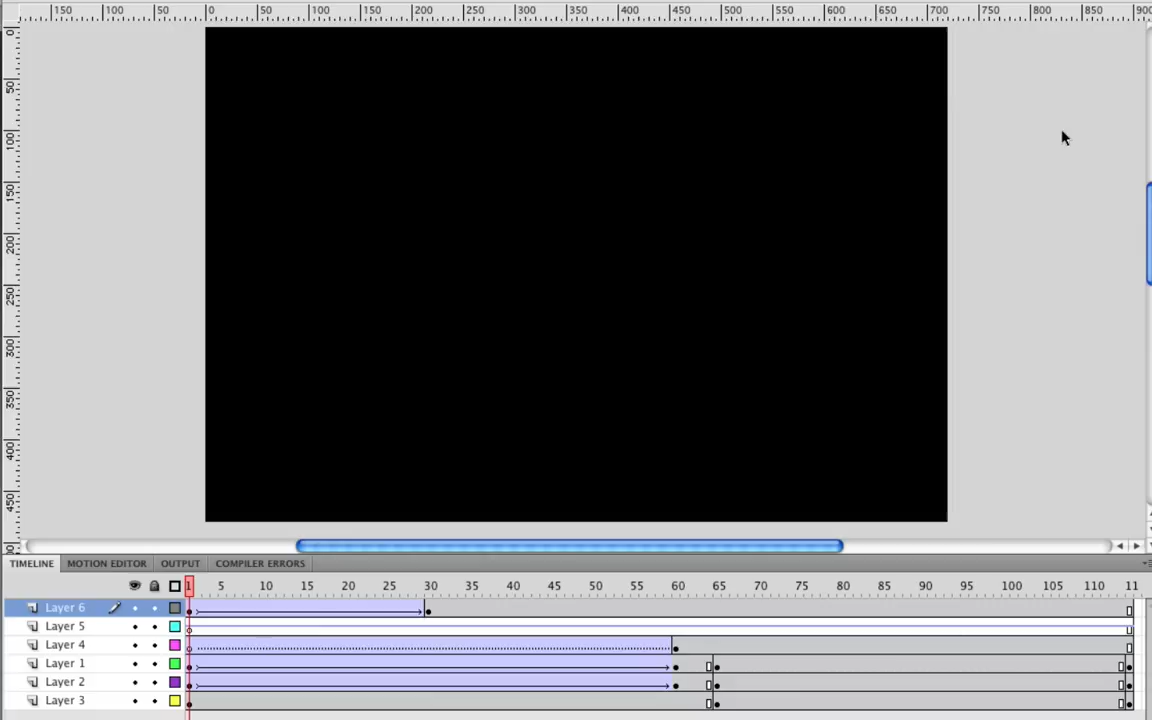 150 100 50 0 50 100 150 200 250 300 350 400 450 500 550 600 650 700 750 800 850 900
0
50
100
150
200
250
300
350
400
450
TIMELINE MOTION EDITOR OUTPUT COMPILER ERRORS
1 5 10 15 20 25 30 35 40 45 50 55 60 65 70 75 80 85 90 95 100 105 110 11
Layer 6
Layer 5
Layer 4
Layer 1
Layer 2
Layer 3